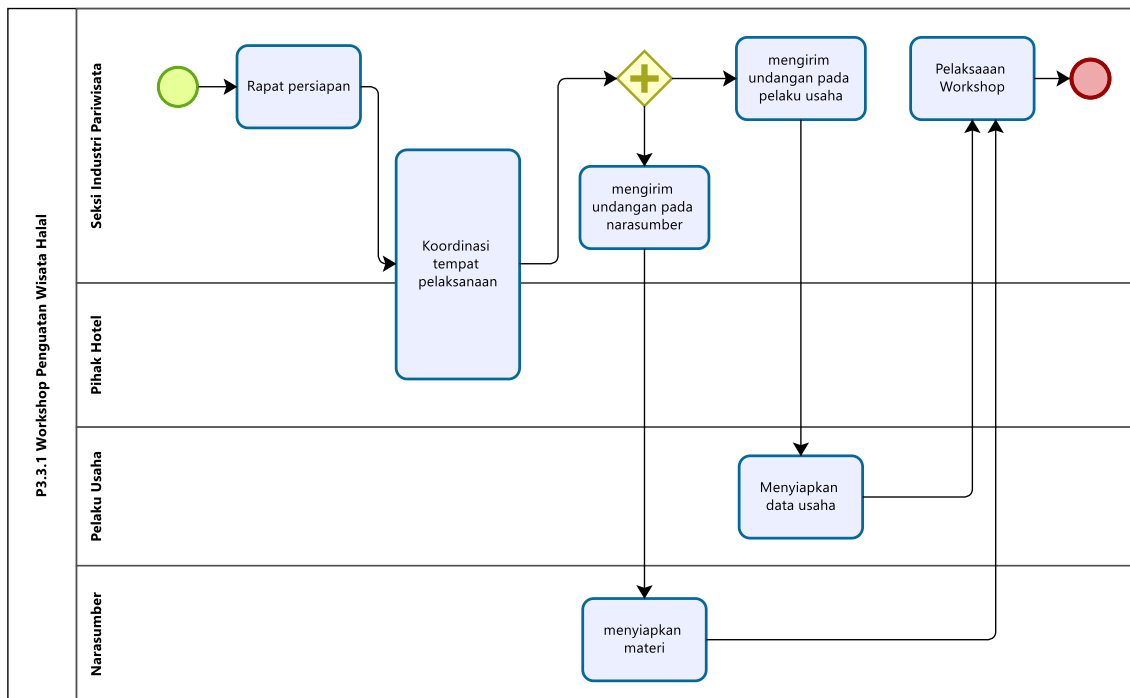 P3.3.1 Workshop Penguatan Wisata Halal
Seksi Industri Pariwisata
Rapat persiapan
Koordinasi
tempat
pelaksanaan
mengirim
undangan pada
narasumber
mengirim
undangan pada
pelaku usaha
Pelaksaaan
Workshop
Pihak Hotel
Pelaku Usaha
Menyiapkan
data usaha
Narasumber
menyiapkan
materi